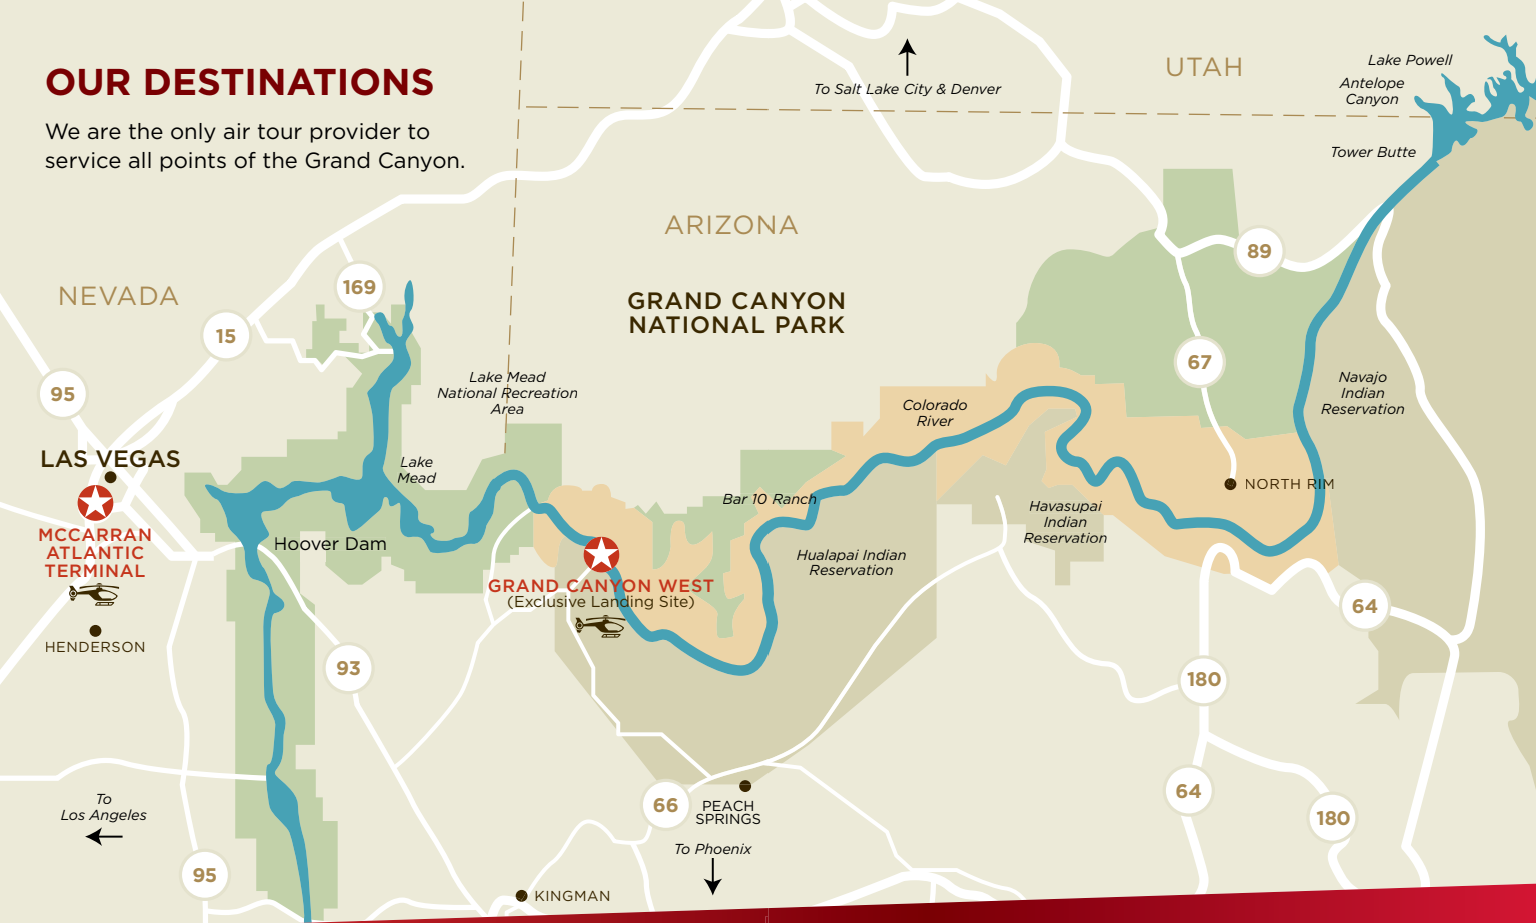 OUR DESTINATIONS
We are the only air tour provider to
service all points of the Grand Canyon.
To Salt Lake City & Denver
UTAH
Lake Powell
Antelope
Canyon
Tower Butte
ARIZONA
NEVADA
GRAND CANYON
NATIONAL PARK
89
169
15
95
67
Lake Mead
National Recreation
Area
Navajo
Indian
Reservation
Colorado
River
LAS VEGAS
Lake
Mead
NORTH RIM
Bar 10 Ranch
Havasupai
Indian
Reservation
MCCARRAN
ATLANTIC
TERMINAL
Hoover Dam
Hualapai Indian
Reservation
GRAND CANYON WEST
(Exclusive Landing Site)
64
HENDERSON
93
180
To
Los Angeles
66
PEACH
SPRINGS
64
180
To Phoenix
95
KINGMAN